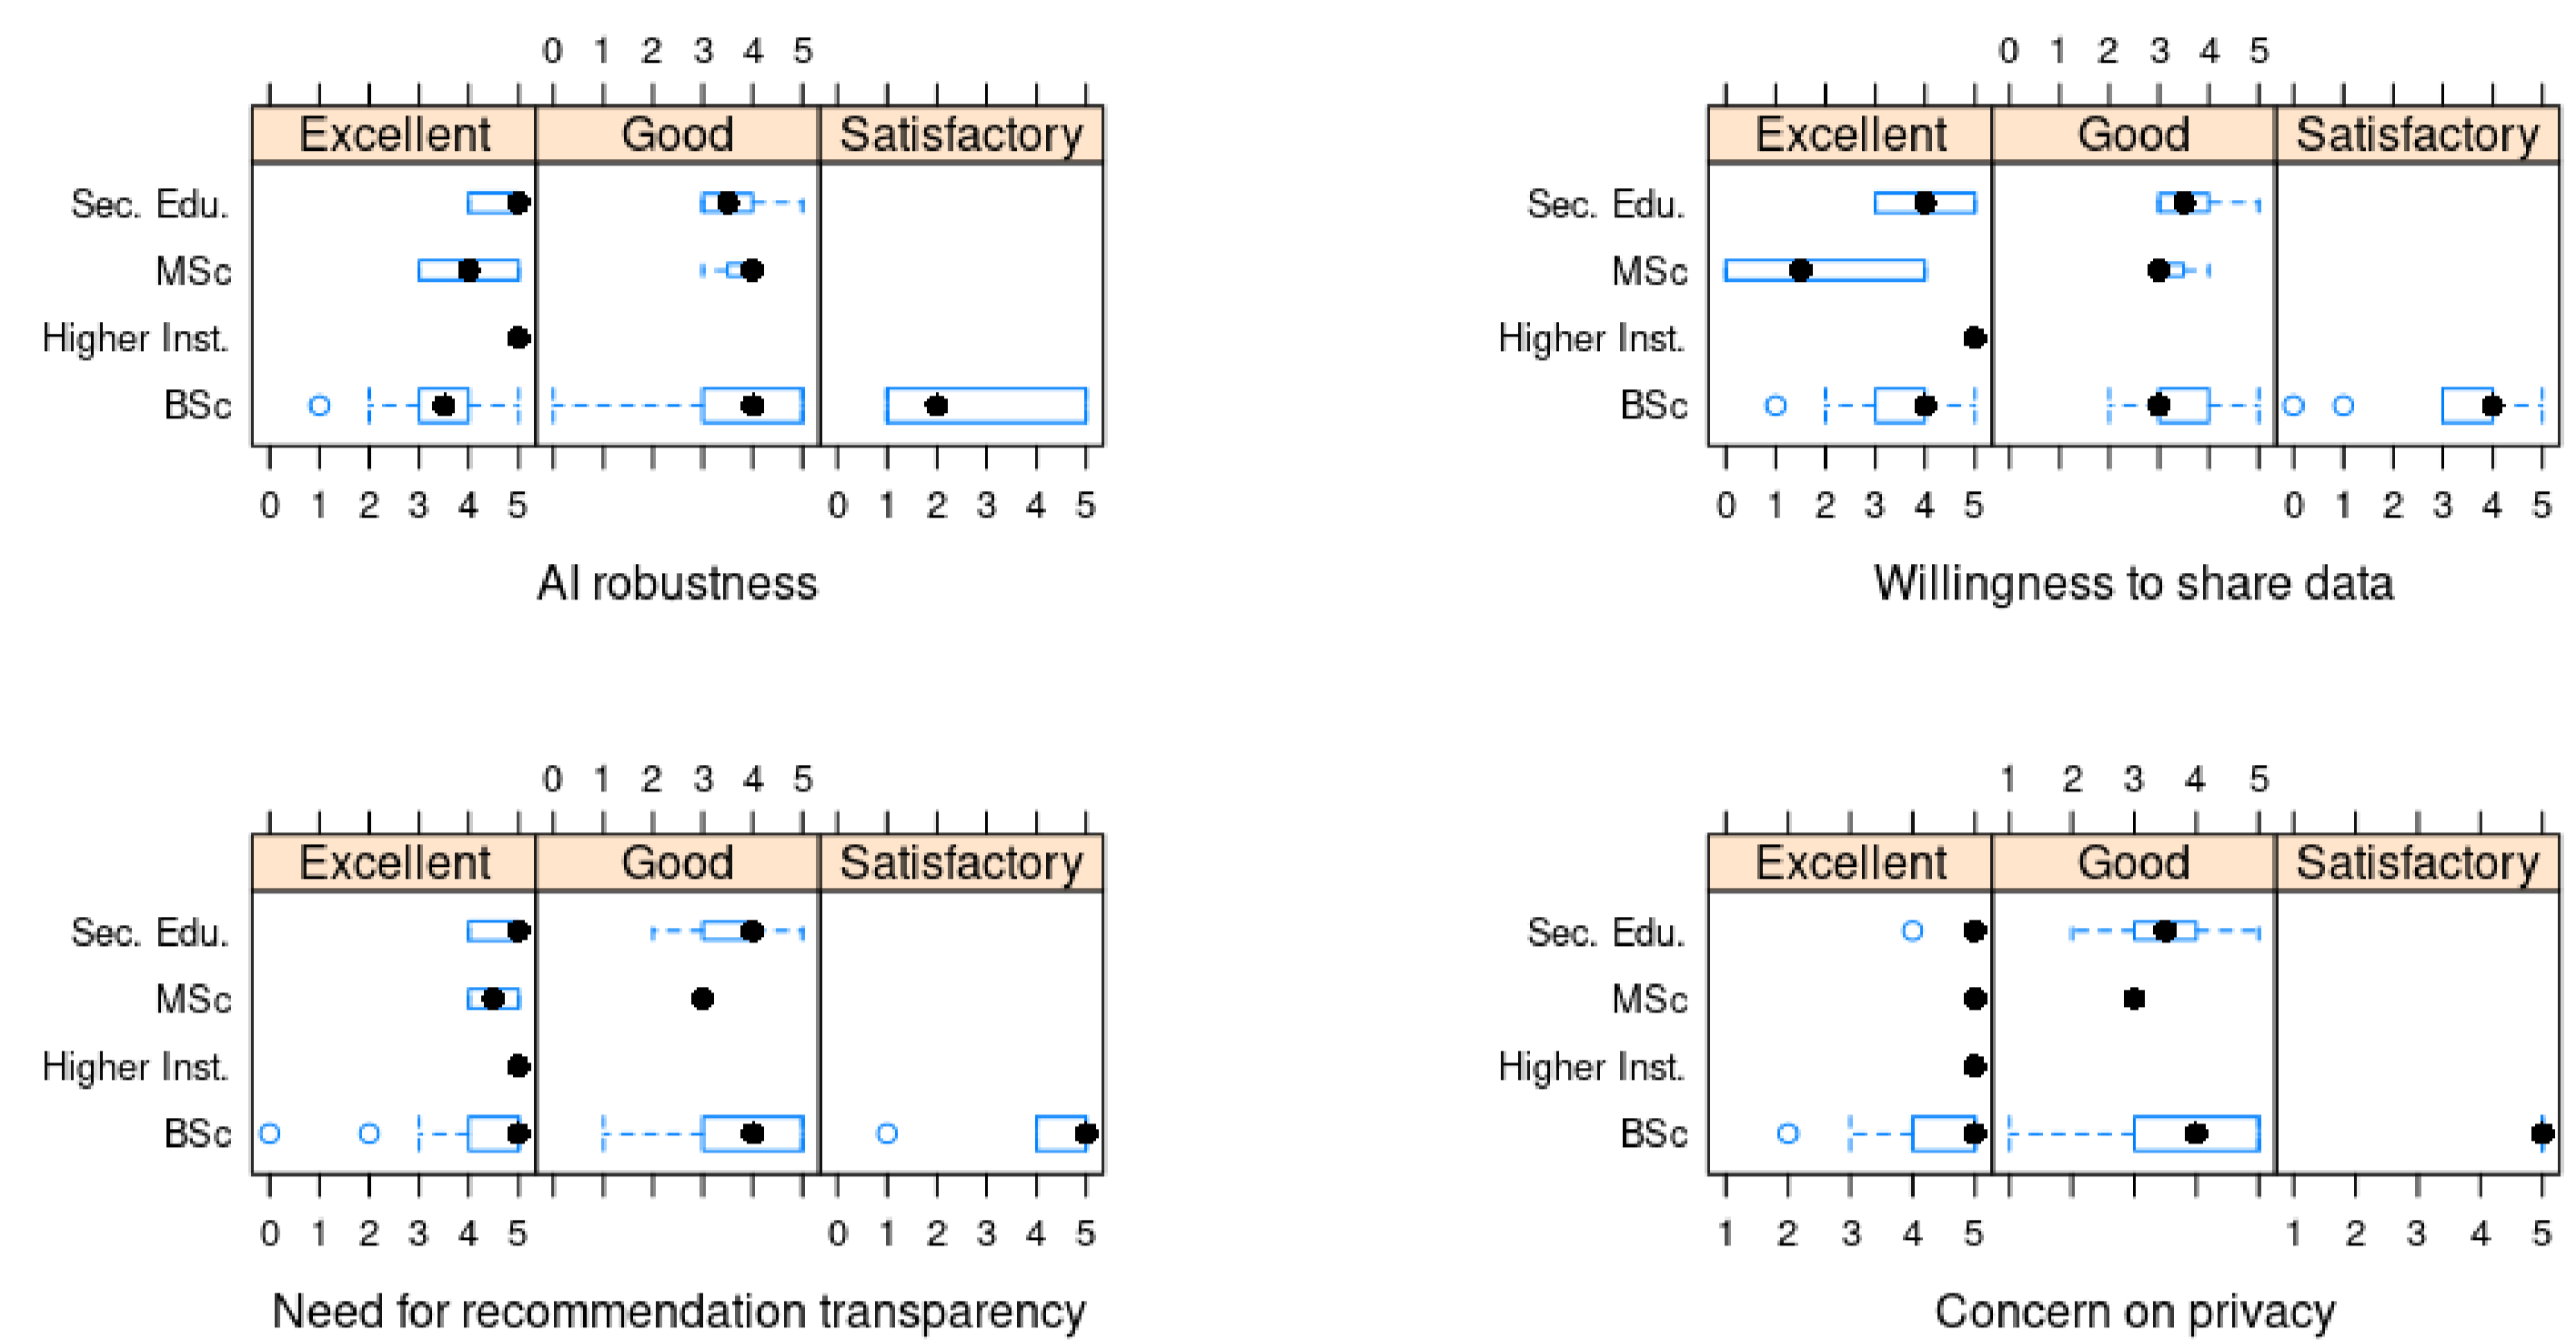 0 1 2 3 4 5
Excellent Good Satisfactory
Sec. Edu.
MSc
Higher Inst.
BSc
0 1 2 3 4 5 0 1 2 3 4 5
AI robustness
0 1 2 3 4 5
Excellent Good Satisfactory
Sec. Edu.
MSc
Higher Inst.
BSc
0 1 2 3 4 5 0 1 2 3 4 5
Willingness to share data
0 1 2 3 4 5
Excellent Good Satisfactory
Sec. Edu.
MSc
Higher Inst.
BSc
0 1 2 3 4 5 0 1 2 3 4 5
Need for recommendation transparency
1 2 3 4 5
Excellent Good Satisfactory
Sec. Edu.
MSc
Higher Inst.
BSc
1 2 3 4 5 1 2 3 4 5
Concern on privacy